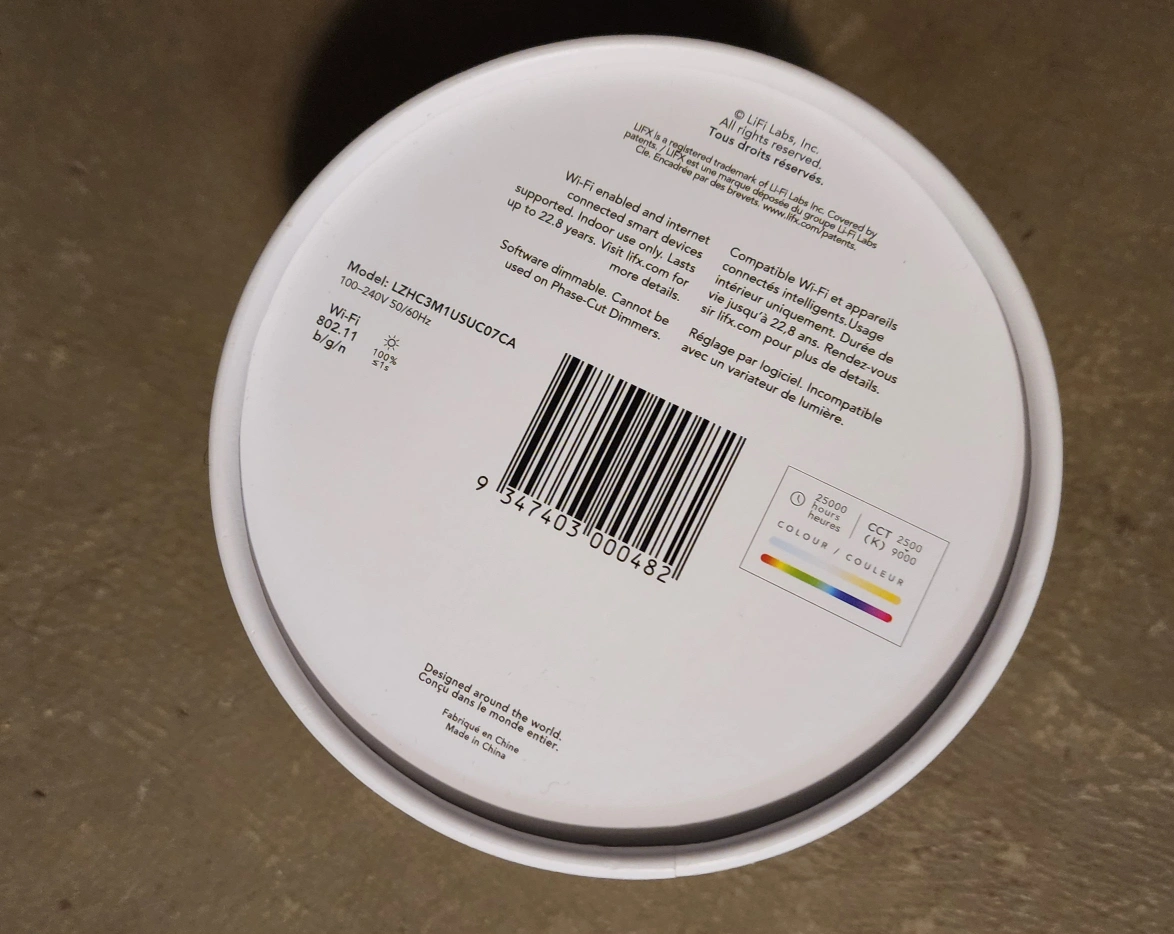 © LiFi Labs, Inc.
All rights reserved.
Tous droits réservés.
LIFX is a registered trademark of Li-Fi Labs Inc. Covered by
patents. / LIFX est une marque déposée du groupe Li-Fi Labs
Cie. Encadrée par des brevets. www.lifx.com/patents.
Wi-Fi enabled and internet
connected smart devices
supported. Indoor use only. Lasts
up to 22.8 years. Visit lifx.com for
more details.
Software dimmable. Cannot be
used on Phase-Cut Dimmers.
Compatible Wi-Fi et appareils
connectés intelligents.Usage
intérieur uniquement. Durée de
vie jusqu'à 22,8 ans. Rendez-vous
sir lifx.com pour plus de details.
Réglage par logiciel. Incompatible
avec un variateur de lumière.
Model: LZHC3M1USUC07CA
100–240V 50/60Hz
Wi-Fi
802.11
b/g/n
100%
≤1s
9 347403 000482
25000
hours
heures
CCT 2500
(K) 9000
COLOUR / COULEUR
Designed around the world.
Conçu dans le monde entier.
Fabriqué en Chine
Made in China